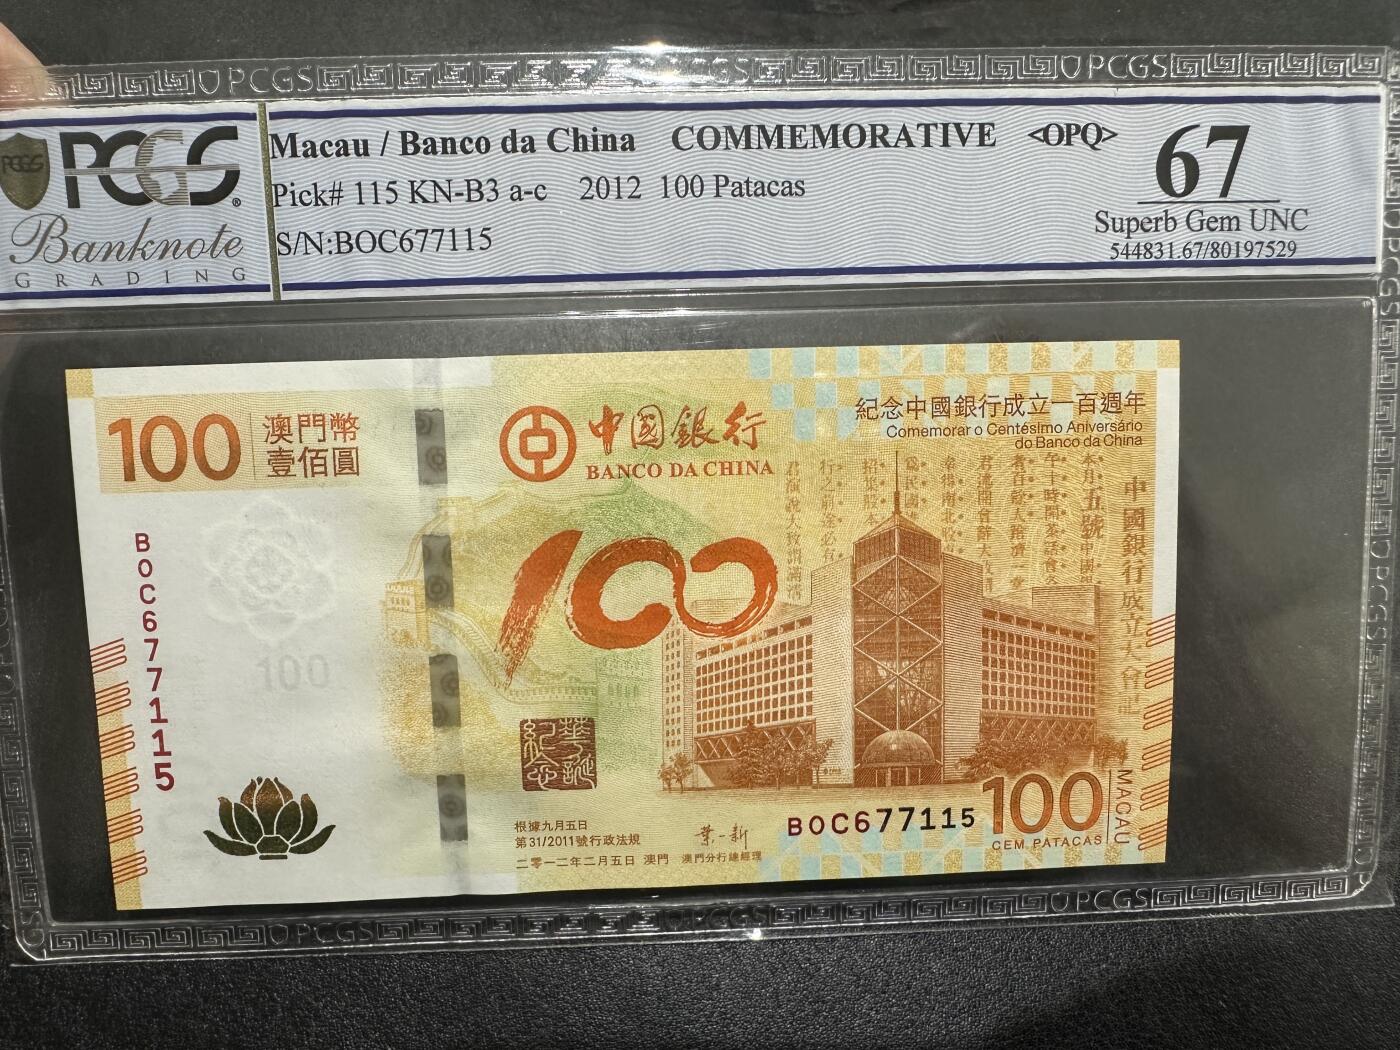 PCGS
Banknote
GRADING
Macau / Banco da China COMMEMORATIVE <OPQ>
Pick# 115 KN-B3 a-c 2012 100 Patacas
S/N:BOC677115
67
Superb Gem UNC
544831.67/80197529
100
澳門幣
壹佰圓
中國銀行
BANCO DA CHINA
紀念中國銀行成立一百週年
Comemorar o Centésimo Aniversário
do Banco da China
中國銀行成立大會記
BOC677115
100
100
根據九月五日
第31/2011號行政法規
二零一二年二月五日 澳門
葉一新
澳門分行總經理
BOC677115
100
CEM PATACAS
MACAU